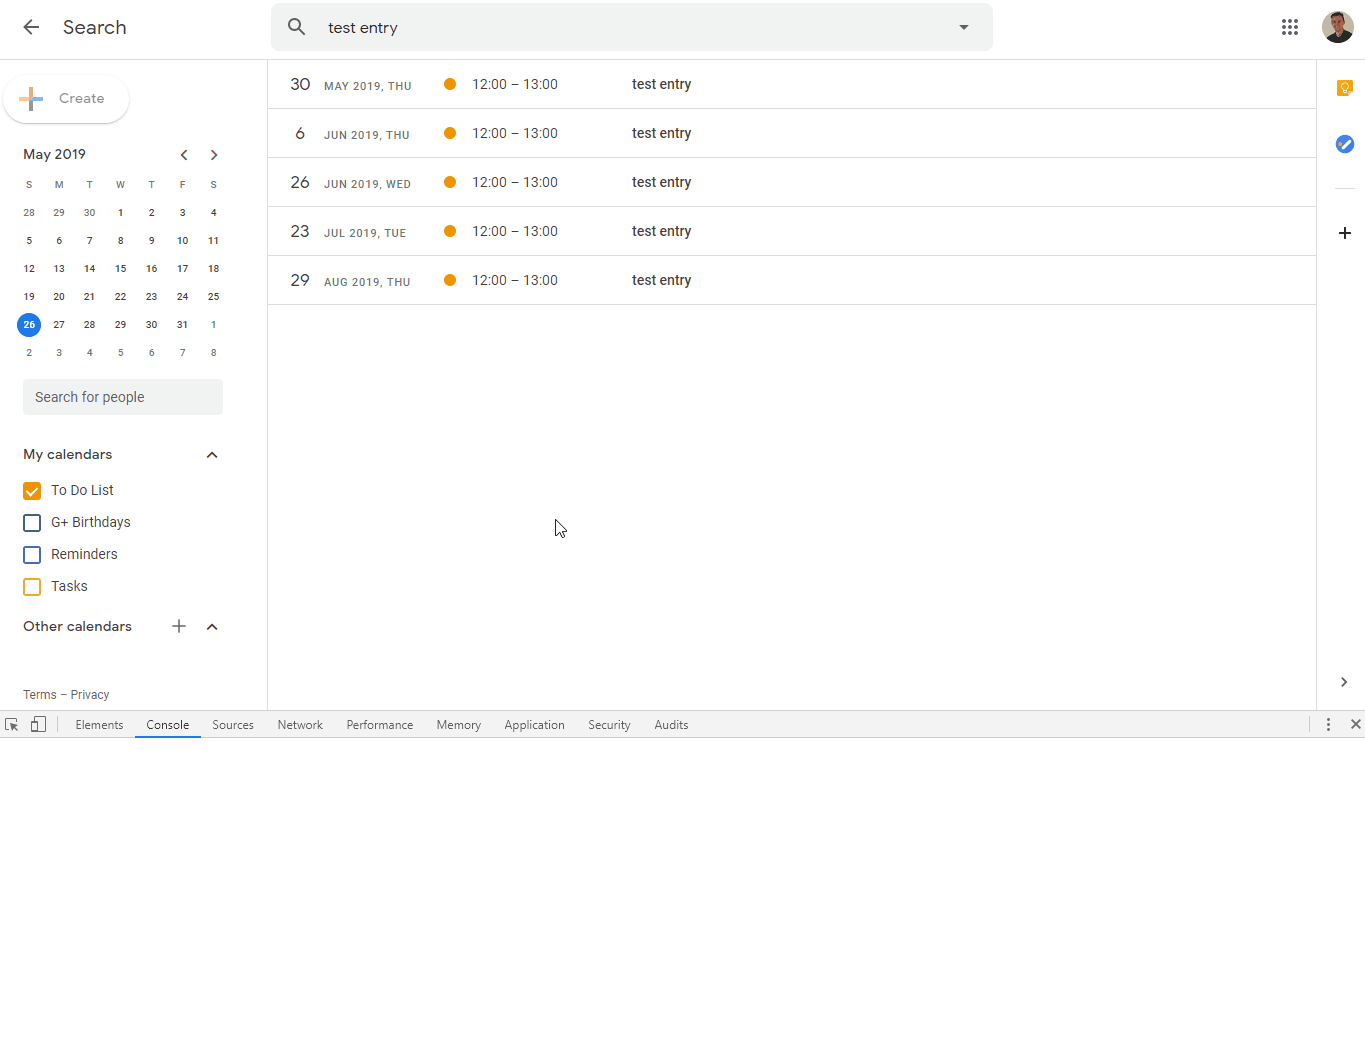 Search
test entry
Create
May 2019
S M T W T F S
28 29 30 1 2 3 4
5 6 7 8 9 10 11
12 13 14 15 16 17 18
19 20 21 22 23 24 25
26 27 28 29 30 31 1
2 3 4 5 6 7 8
Search for people
My calendars
To Do List
G+ Birthdays
Reminders
Tasks
Other calendars
Terms – Privacy
30 MAY 2019, THU 12:00 – 13:00 test entry
6 JUN 2019, THU 12:00 – 13:00 test entry
26 JUN 2019, WED 12:00 – 13:00 test entry
23 JUL 2019, TUE 12:00 – 13:00 test entry
29 AUG 2019, THU 12:00 – 13:00 test entry
Elements Console Sources Network Performance Memory Application Security Audits